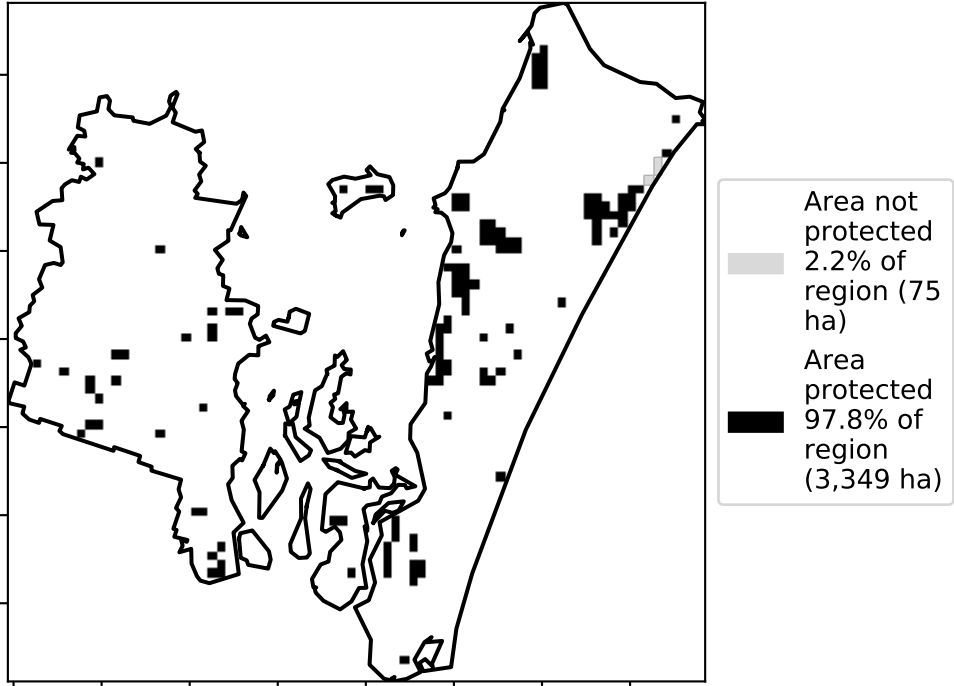 Area not
protected
2.2% of
region (75
ha)
Area
protected
97.8% of
region
(3,349 ha)